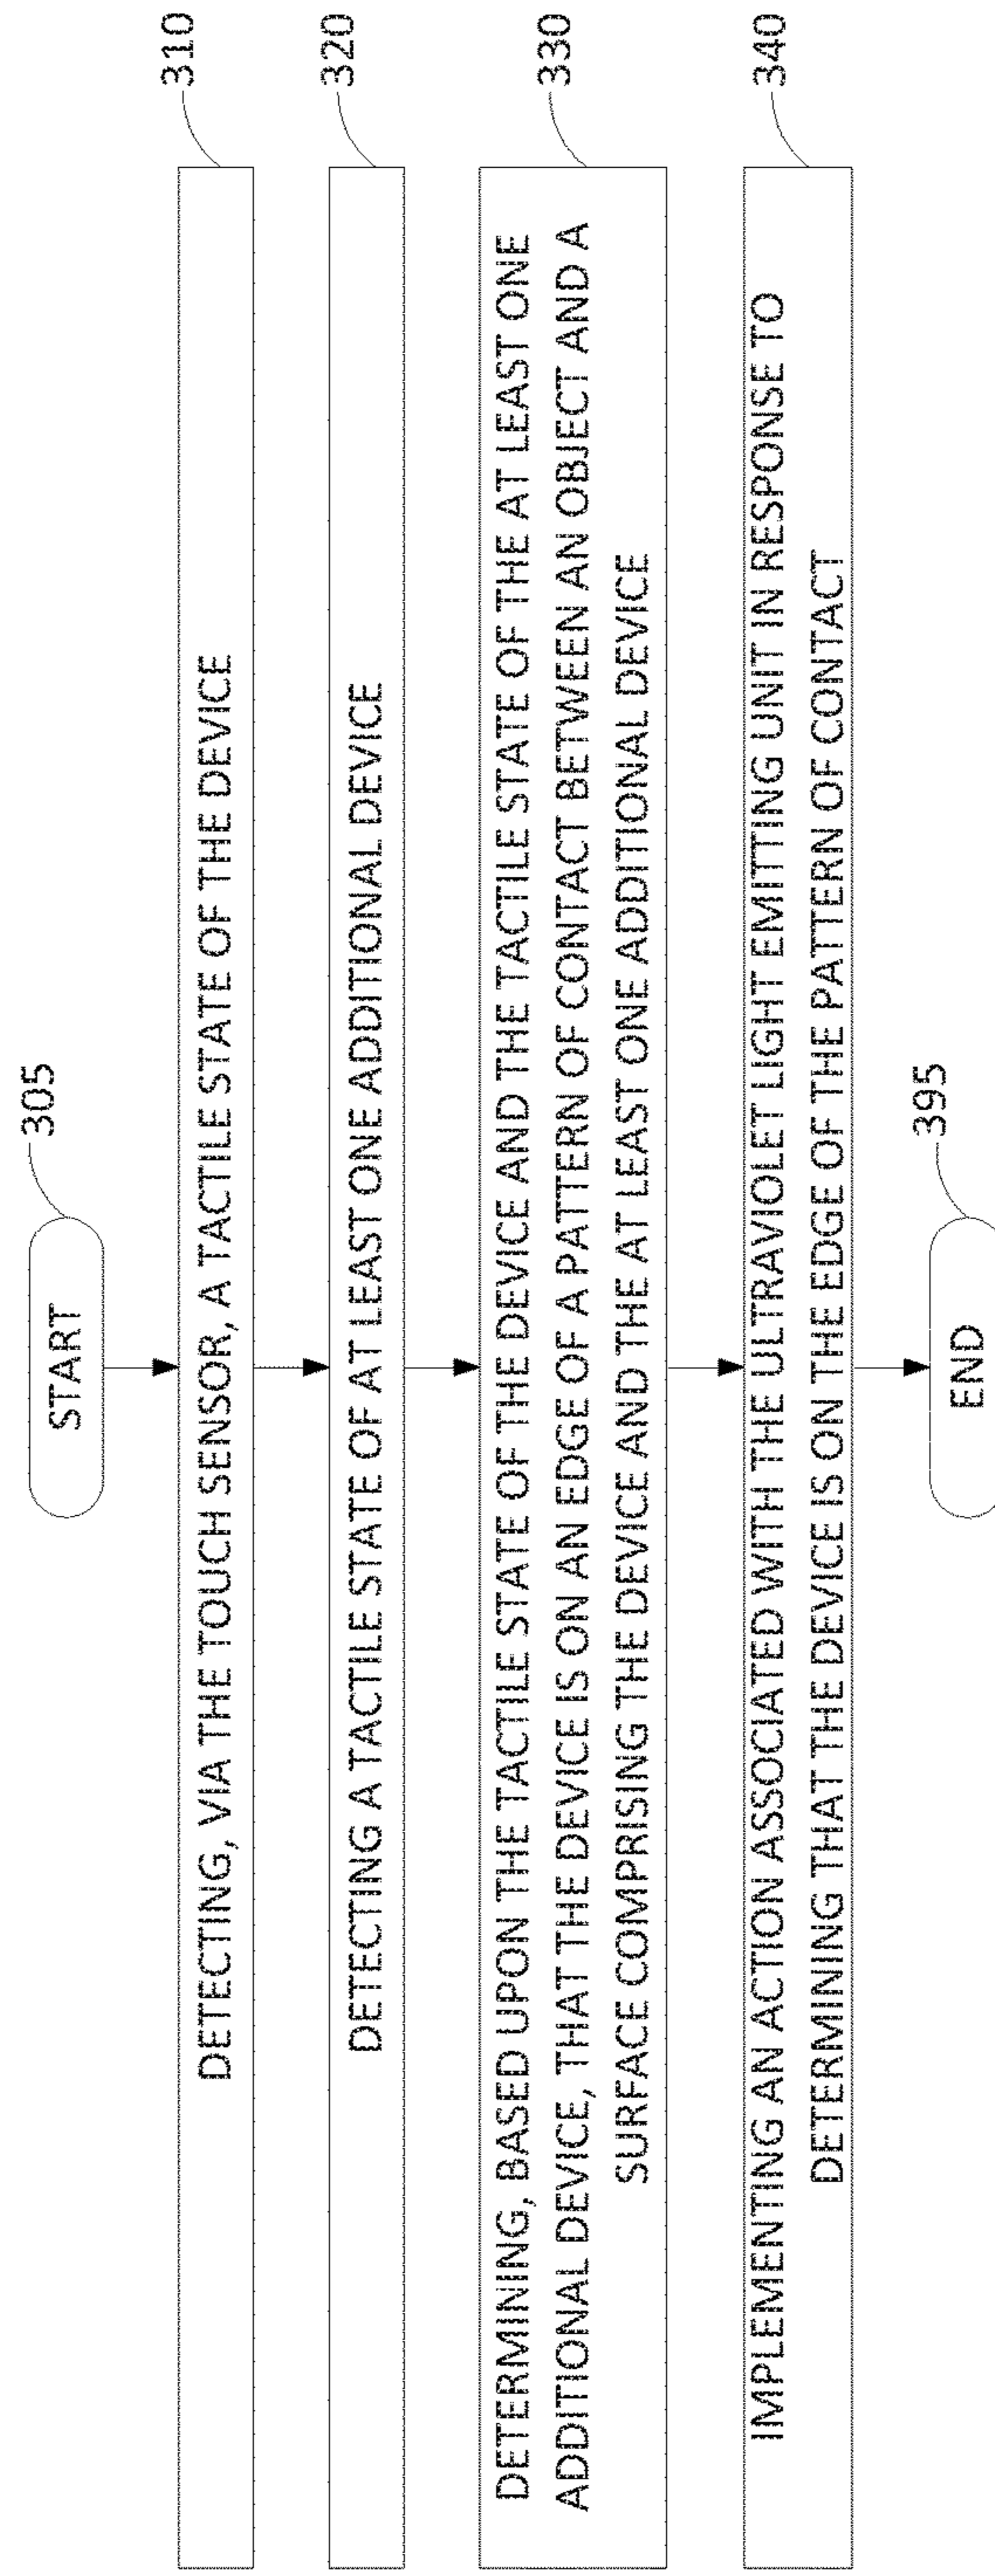 START
305
DETECTING, VIA THE TOUCH SENSOR, A TACTILE STATE OF THE DEVICE
310
DETECTING A TACTILE STATE OF AT LEAST ONE ADDITIONAL DEVICE
320
DETERMINING, BASED UPON THE TACTILE STATE OF THE DEVICE AND THE TACTILE STATE OF THE AT LEAST ONE
ADDITIONAL DEVICE, THAT THE DEVICE IS ON AN EDGE OF A PATTERN OF CONTACT BETWEEN AN OBJECT AND A
SURFACE COMPRISING THE DEVICE AND THE AT LEAST ONE ADDITIONAL DEVICE
330
IMPLEMENTING AN ACTION ASSOCIATED WITH THE ULTRAVIOLET LIGHT EMITTING UNIT IN RESPONSE TO
DETERMINING THAT THE DEVICE IS ON THE EDGE OF THE PATTERN OF CONTACT
340
END
395